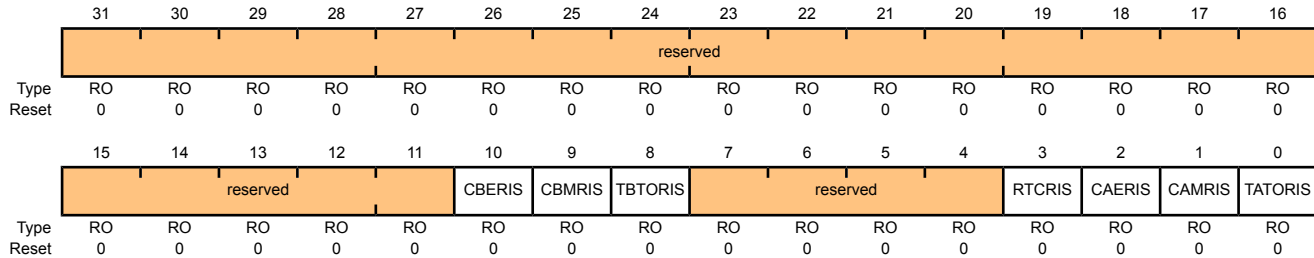 31 30 29 28 27 26 25 24 23 22 21 20 19 18 17 16
reserved
Type RO RO RO RO RO RO RO RO RO RO RO RO RO RO RO RO
Reset 0 0 0 0 0 0 0 0 0 0 0 0 0 0 0 0
15 14 13 12 11 10 9 8 7 6 5 4 3 2 1 0
reserved CBERIS CBMRIS TBTORIS reserved RTCRIS CAERIS CAMRIS TATORIS
Type RO RO RO RO RO RO RO RO RO RO RO RO RO RO RO RO
Reset 0 0 0 0 0 0 0 0 0 0 0 0 0 0 0 0